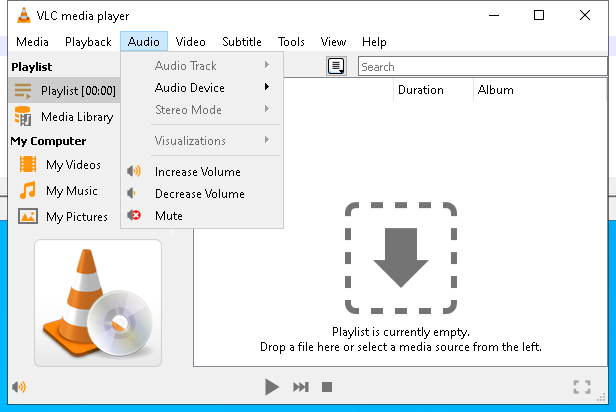 VLC media player
Media Playback Audio Video Subtitle Tools View Help
Playlist
Playlist [00:00]
Media Library
My Computer
My Videos
My Music
My Pictures
Audio Track
Audio Device
Stereo Mode
Visualizations
Increase Volume
Decrease Volume
Mute
Search
Duration Album
Playlist is currently empty.
Drop a file here or select a media source from the left.